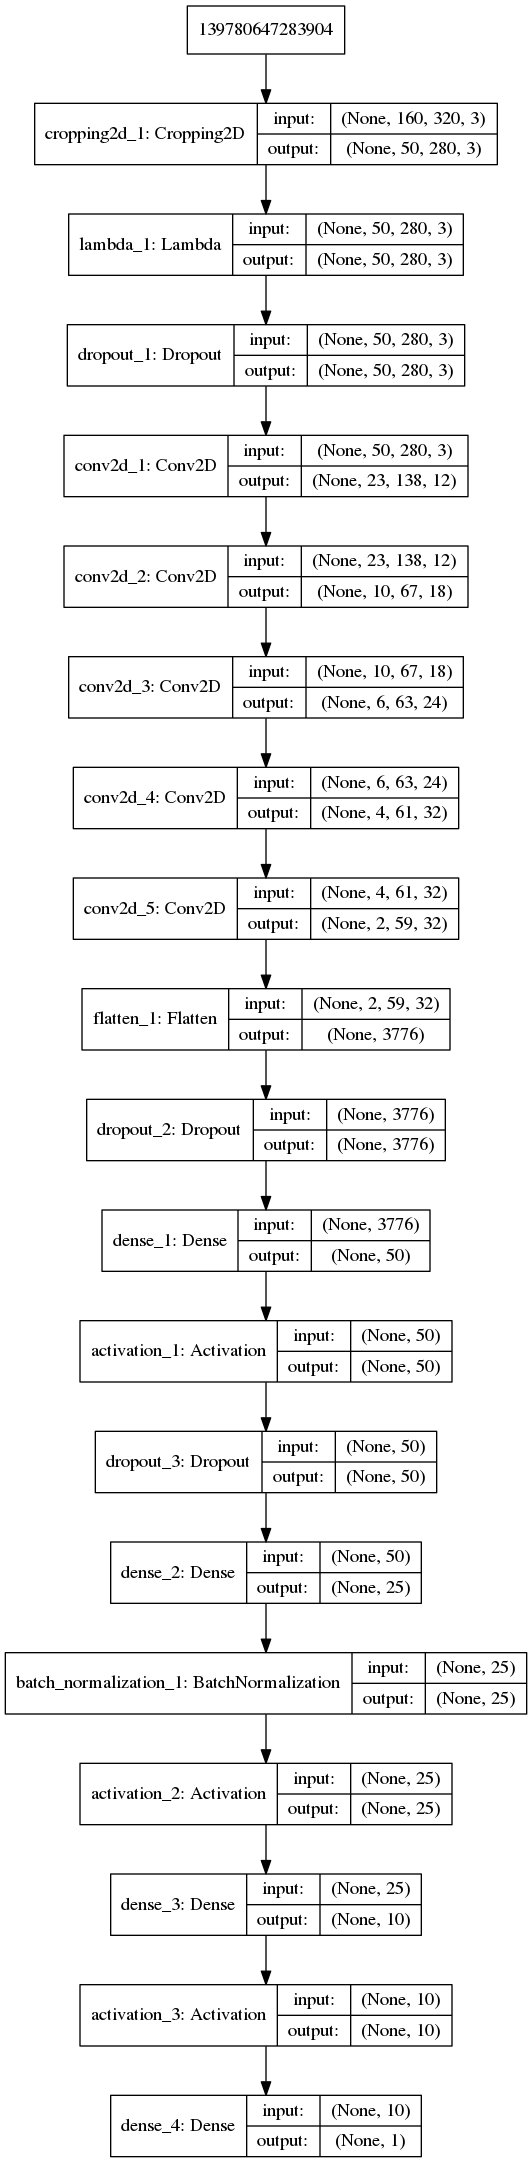 139780647283904
cropping2d_1: Cropping2D
input: (None, 160, 320, 3)
output: (None, 50, 280, 3)
lambda_1: Lambda
input: (None, 50, 280, 3)
output: (None, 50, 280, 3)
dropout_1: Dropout
input: (None, 50, 280, 3)
output: (None, 50, 280, 3)
conv2d_1: Conv2D
input: (None, 50, 280, 3)
output: (None, 23, 138, 12)
conv2d_2: Conv2D
input: (None, 23, 138, 12)
output: (None, 10, 67, 18)
conv2d_3: Conv2D
input: (None, 10, 67, 18)
output: (None, 6, 63, 24)
conv2d_4: Conv2D
input: (None, 6, 63, 24)
output: (None, 4, 61, 32)
conv2d_5: Conv2D
input: (None, 4, 61, 32)
output: (None, 2, 59, 32)
flatten_1: Flatten
input: (None, 2, 59, 32)
output: (None, 3776)
dropout_2: Dropout
input: (None, 3776)
output: (None, 3776)
dense_1: Dense
input: (None, 3776)
output: (None, 50)
activation_1: Activation
input: (None, 50)
output: (None, 50)
dropout_3: Dropout
input: (None, 50)
output: (None, 50)
dense_2: Dense
input: (None, 50)
output: (None, 25)
batch_normalization_1: BatchNormalization
input: (None, 25)
output: (None, 25)
activation_2: Activation
input: (None, 25)
output: (None, 25)
dense_3: Dense
input: (None, 25)
output: (None, 10)
activation_3: Activation
input: (None, 10)
output: (None, 10)
dense_4: Dense
input: (None, 10)
output: (None, 1)